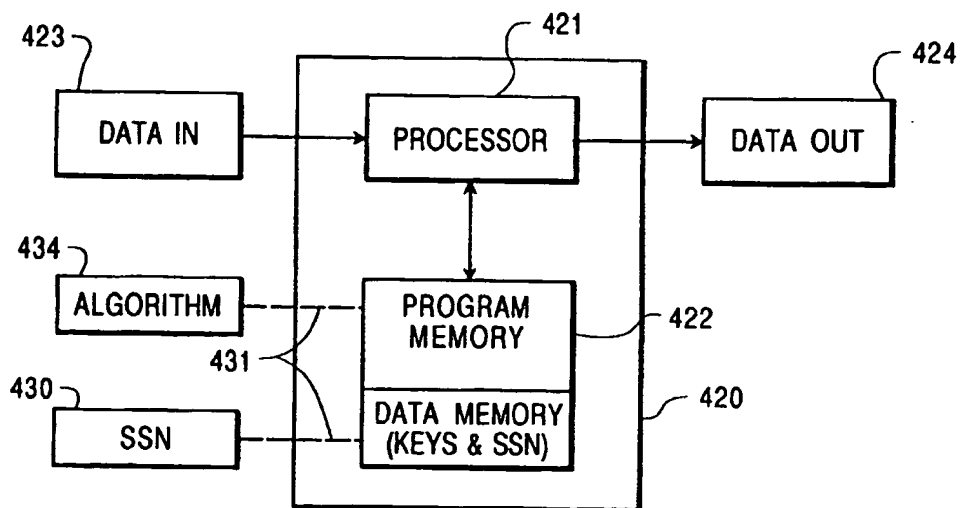 423
421
424
DATA IN
PROCESSOR
DATA OUT
434
ALGORITHM
PROGRAM
MEMORY
422
431
430
SSN
DATA MEMORY
(KEYS & SSN)
420